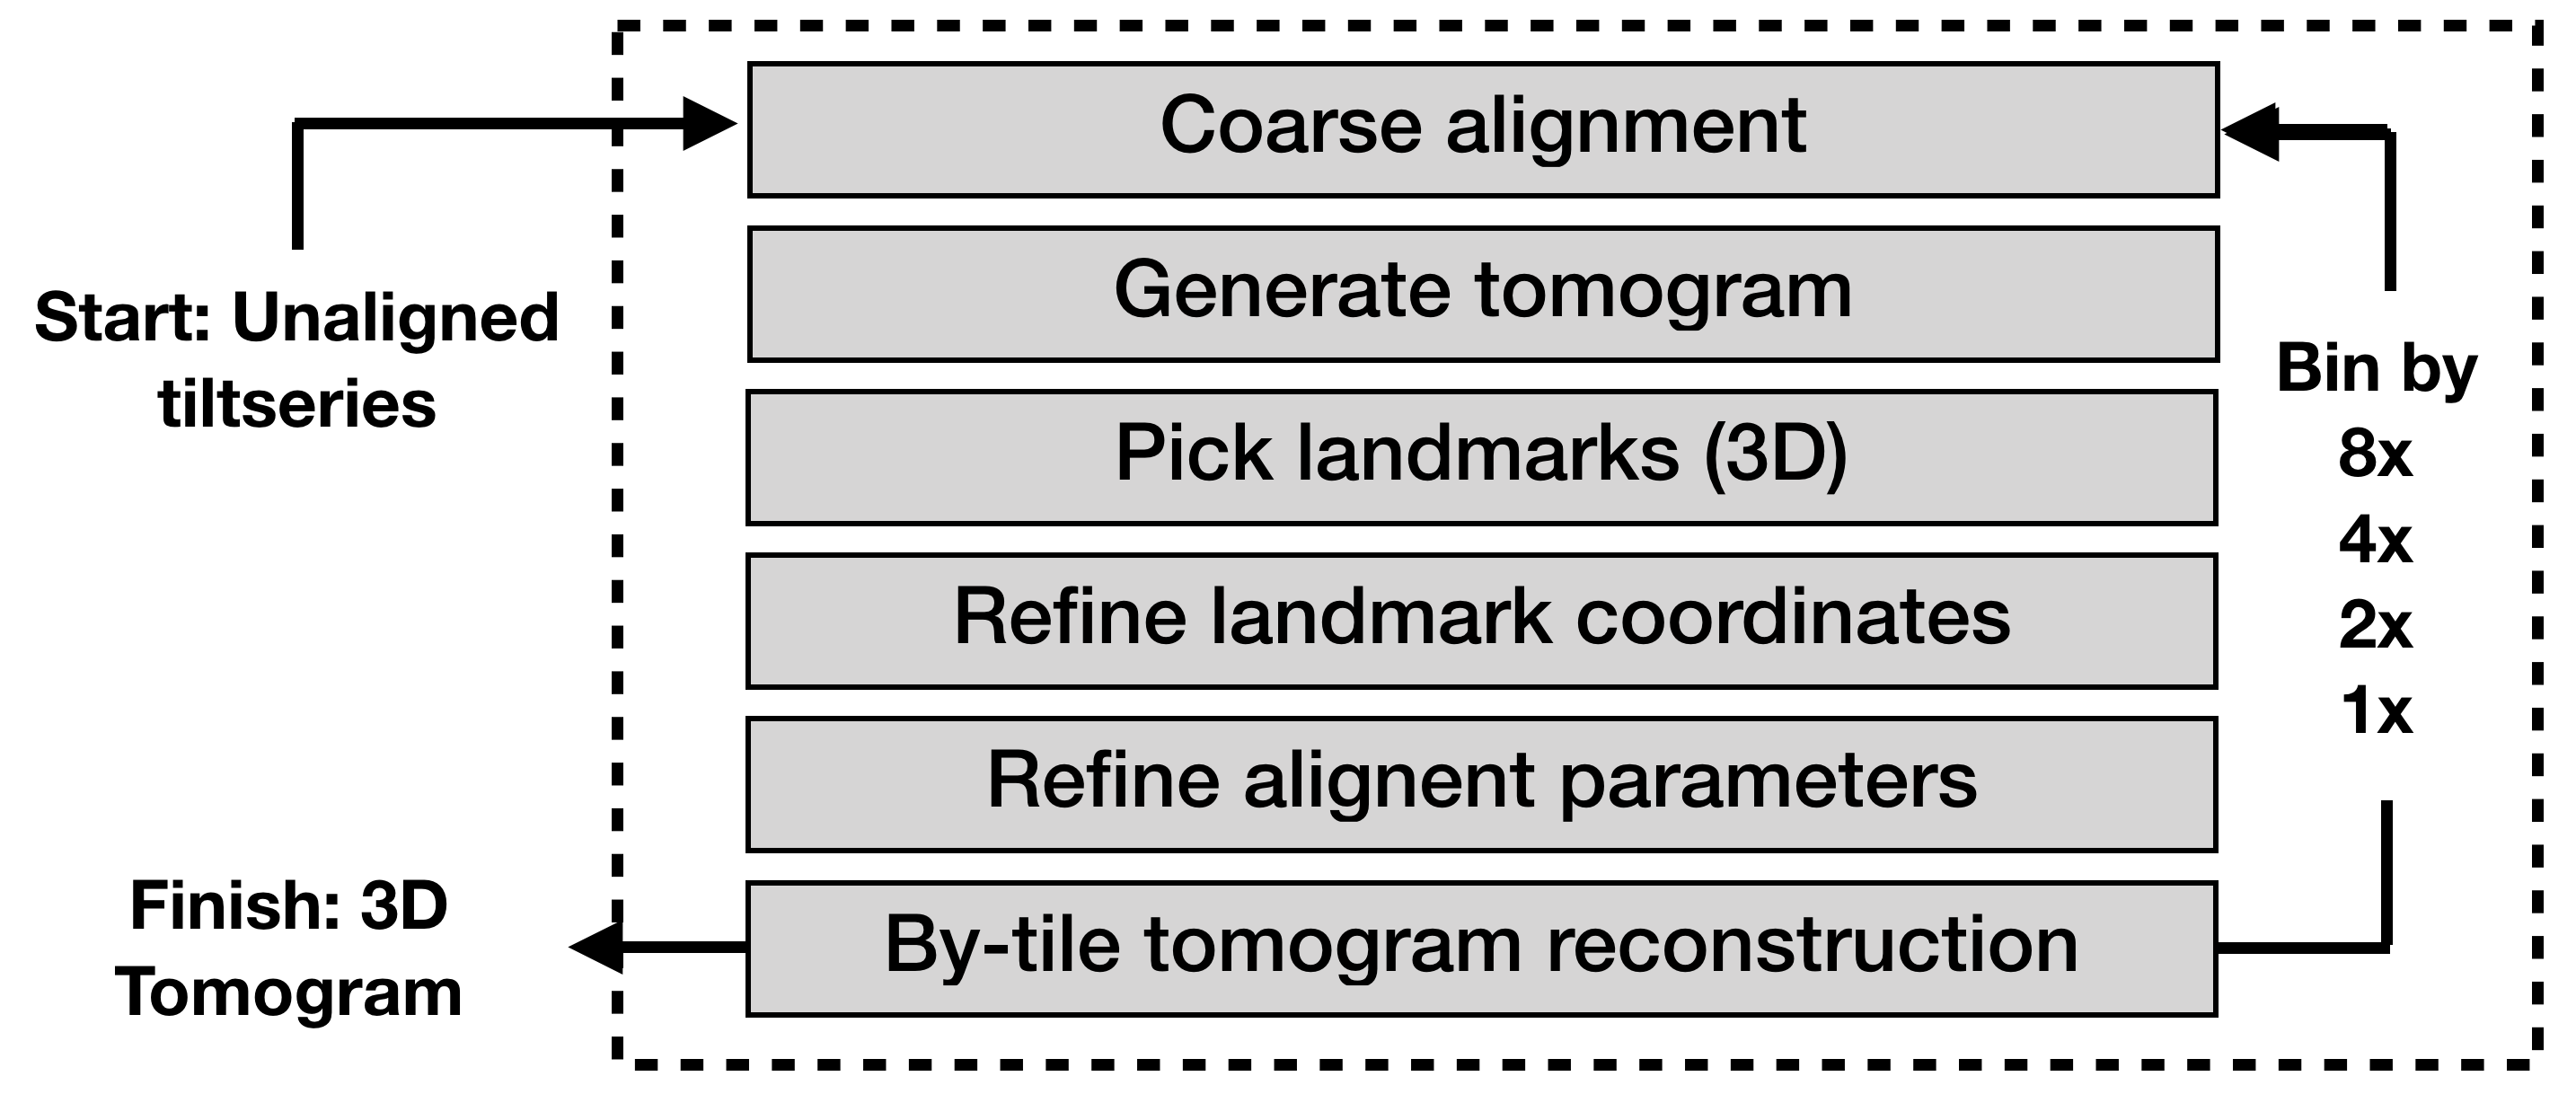 Coarse alignment
Generate tomogram
Start: Unaligned
tiltseries
Pick landmarks (3D)
Refine landmark coordinates
Refine alignent parameters
By-tile tomogram reconstruction
Bin by
8x
4x
2x
1x
Finish: 3D
Tomogram